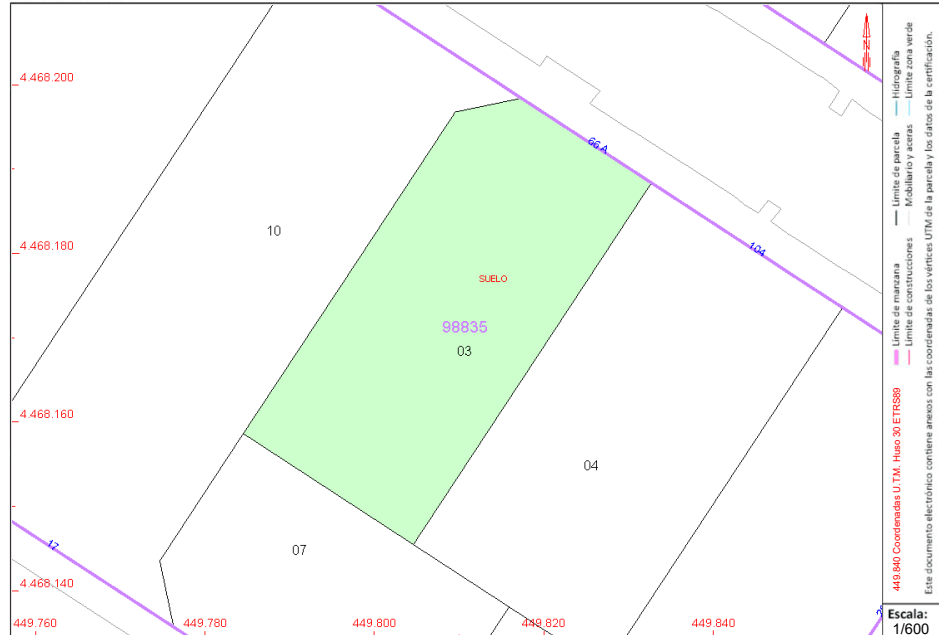 4.468.200
66 A
4.468.180
10
104
SUELO
98835
03
4.468.160
04
17
07
4.468.140
449.760
449.780
449.800
449.820
449.840
N
Hidrografía
Límite zona verde
Límite de parcela
Mobiliario y aceras
Límite de manzana
Límite de construcciones
449.840 Coordenadas U.T.M. Huso 30 ETRS89
Este documento electrónico contiene anexos con las coordenadas de los vértices UTM de la parcela y los datos de la certificación.
Escala:
1/600